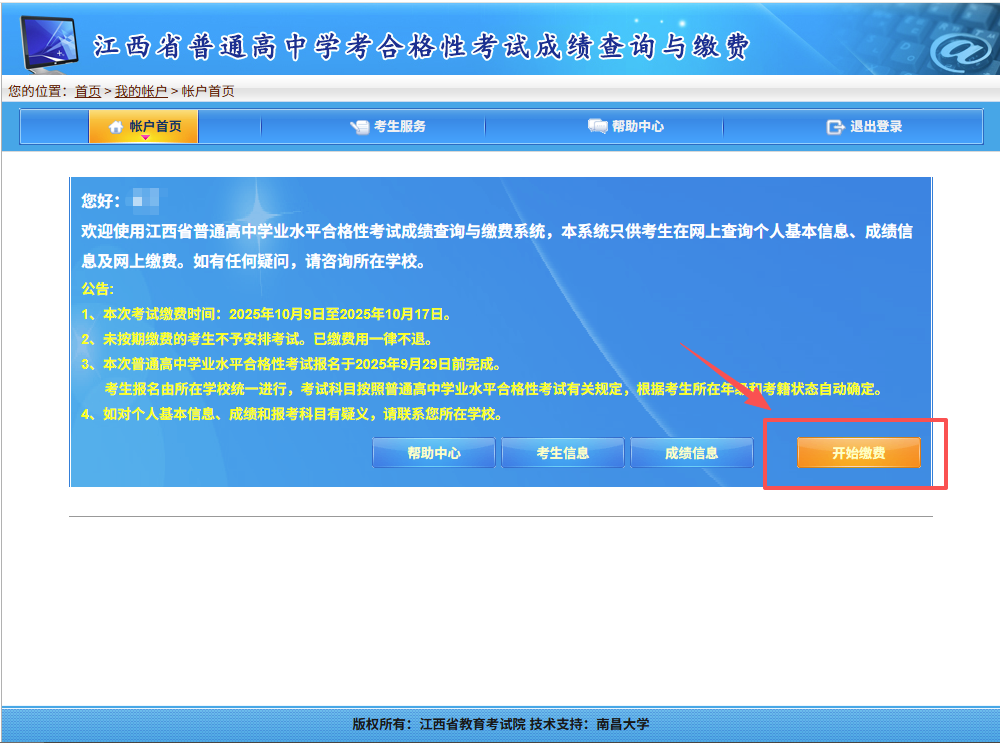 江西省普通高中学考合格性考试成绩查询与缴费
您的位置：首页 > 我的帐户 > 帐户首页
帐户首页 考生服务 帮助中心 退出登录
您好：
欢迎使用江西省普通高中学业水平合格性考试成绩查询与缴费系统，本系统只供考生在网上查询个人基本信息、成绩信
息及网上缴费。如有任何疑问，请咨询所在学校。
公告:
1、本次考试缴费时间：2025年10月9日至2025年10月17日。
2、未按期缴费的考生不予安排考试。已缴费用一律不退。
3、本次普通高中学业水平合格性考试报名于2025年9月29日前完成。
考生报名由所在学校统一进行，考试科目按照普通高中学业水平合格性考试有关规定，根据考生所在年级和考籍状态自动确定。
4、如对个人基本信息、成绩和报考科目有疑义，请联系您所在学校。
帮助中心 考生信息 成绩信息 开始缴费
版权所有：江西省教育考试院 技术支持：南昌大学